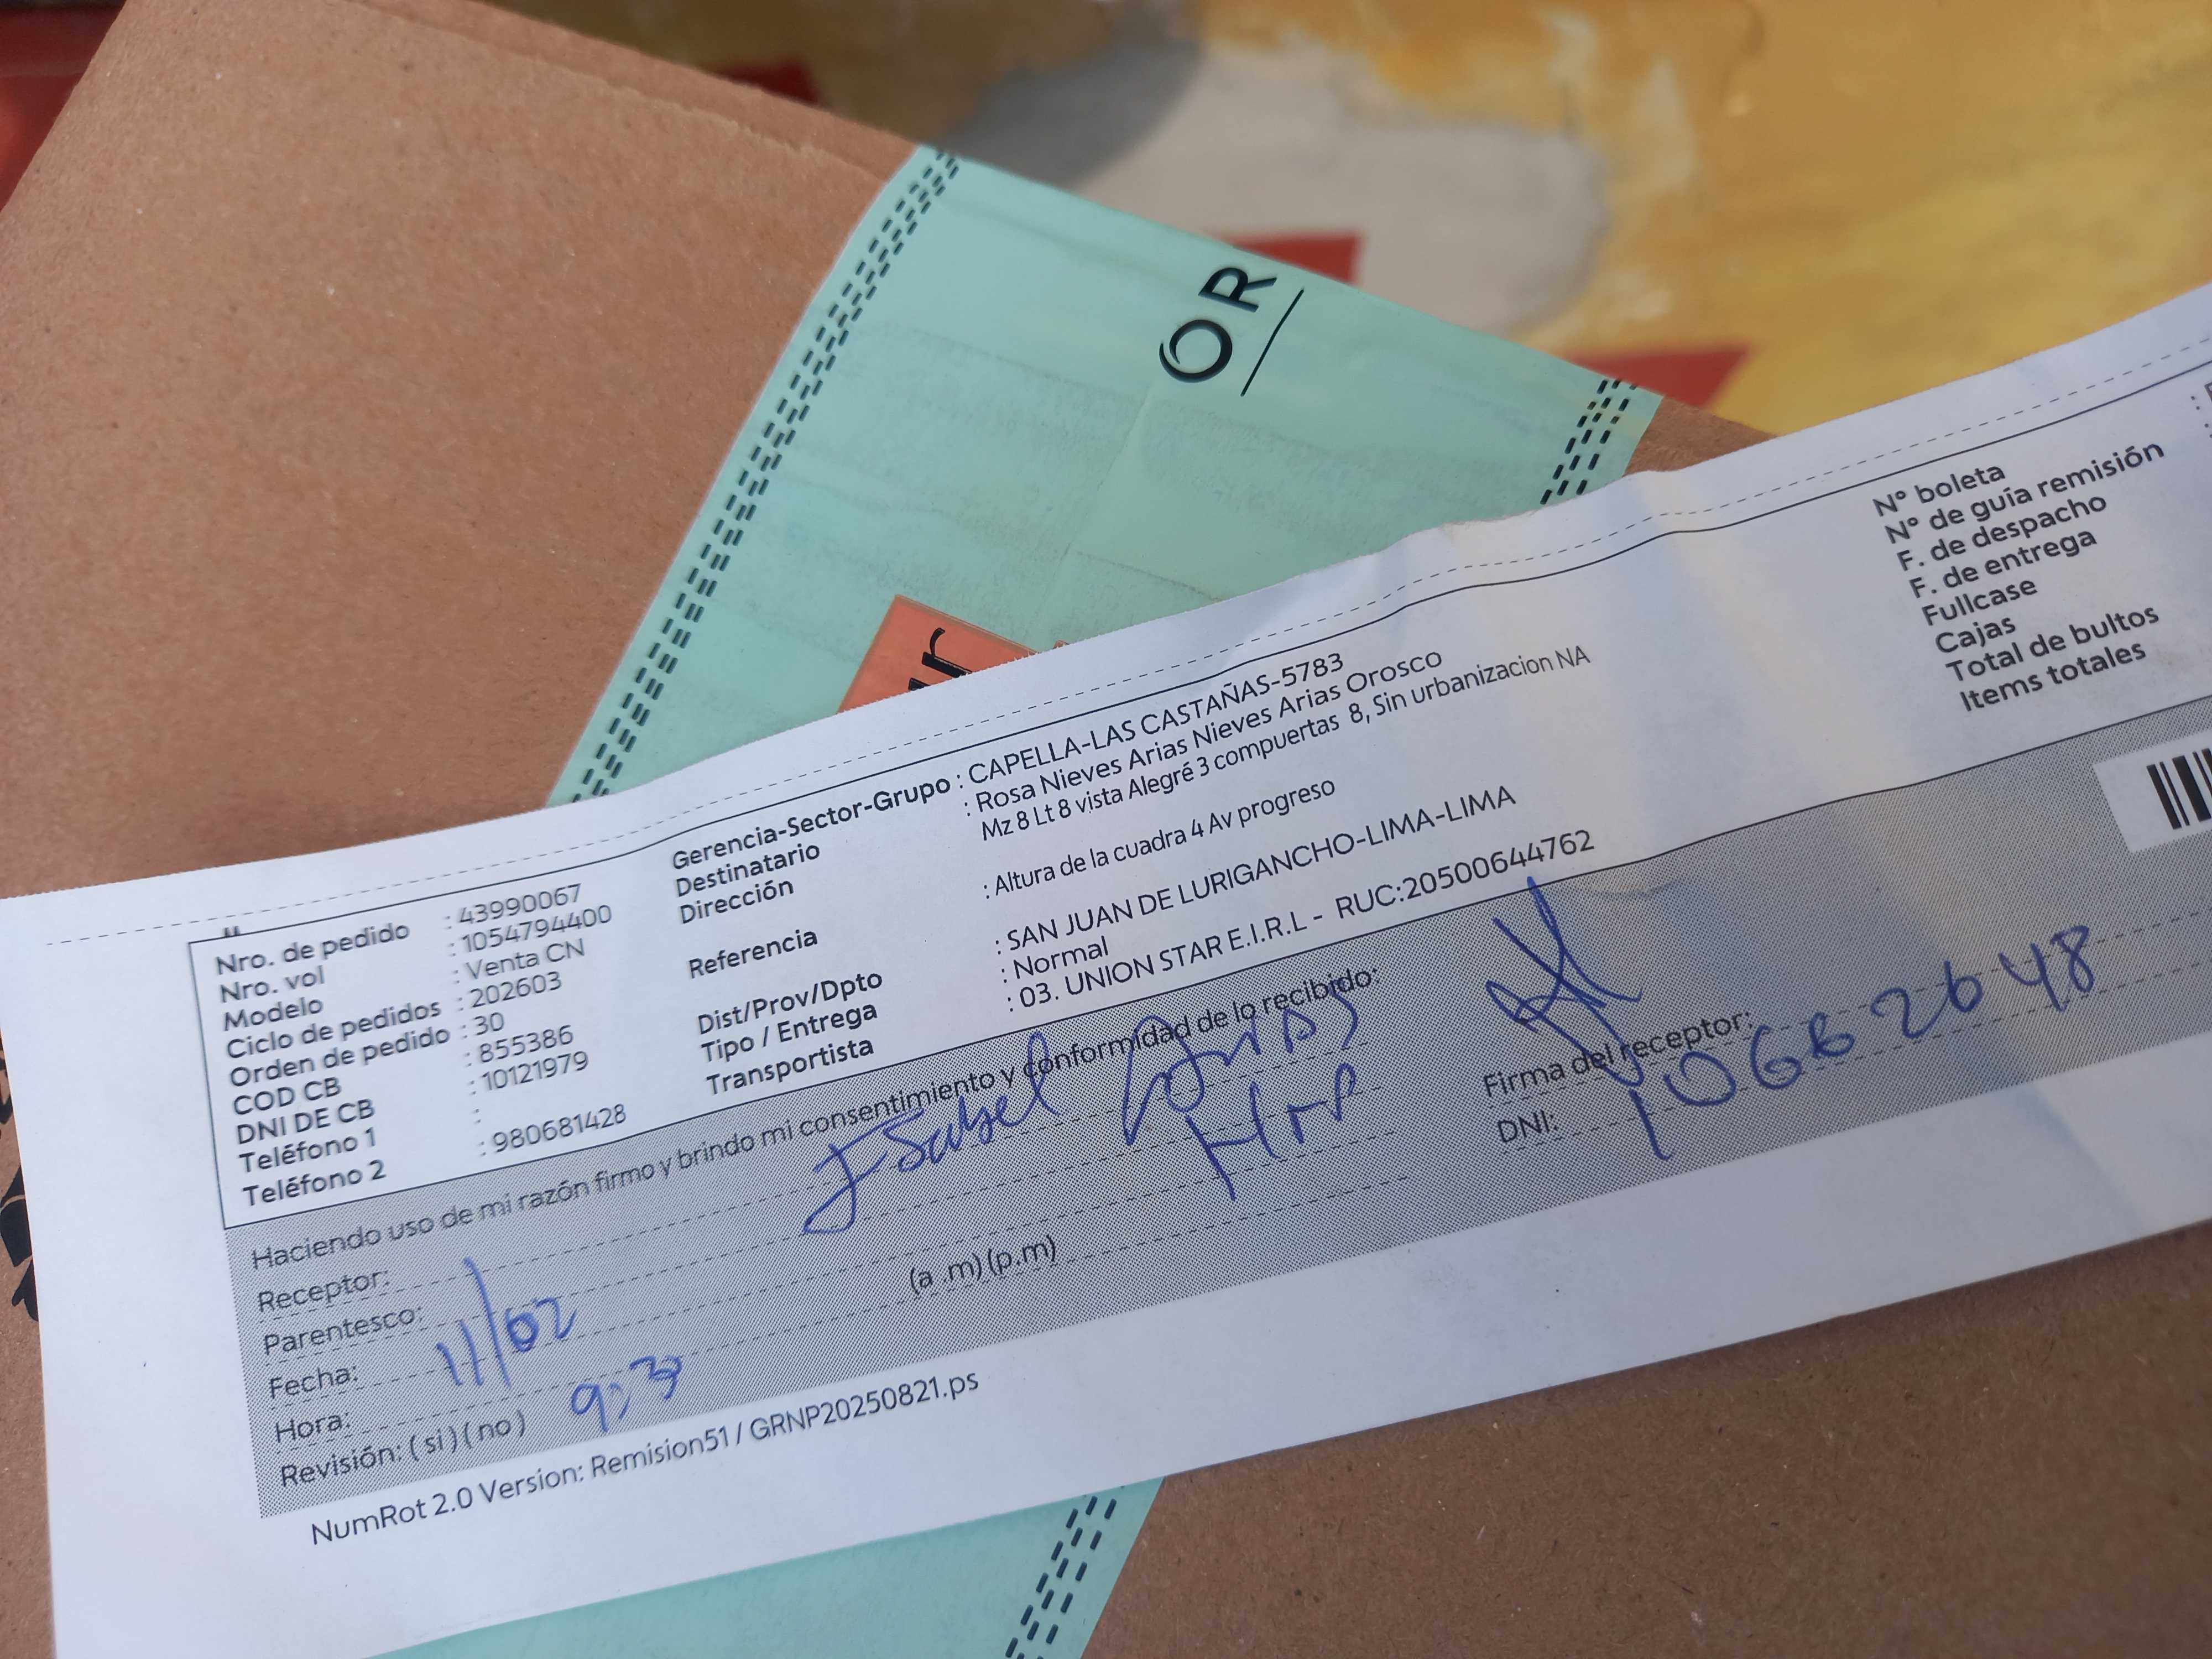 OR
ur
Nro. de pedido : 43990067
Nro. vol : 1054794400
Modelo : Venta CN
Ciclo de pedidos : 202603
Orden de pedido : 30
COD CB : 855386
DNI DE CB : 10121979
Teléfono 1 :
Teléfono 2 : 980681428
Gerencia-Sector-Grupo : CAPELLA-LAS CASTAÑAS-5783
Destinatario : Rosa Nieves Arias Nieves Arias Orosco
Dirección Mz 8 Lt 8 vista Alegré 3 compuertas 8, Sin urbanizacion NA
Referencia : Altura de la cuadra 4 Av progreso
Dist/Prov/Dpto : SAN JUAN DE LURIGANCHO-LIMA-LIMA
Tipo / Entrega : Normal
Transportista : 03. UNION STAR E.I.R.L - RUC:20500644762
N° boleta
N° de guía remisión
F. de despacho
F. de entrega
Fullcase
Cajas
Total de bultos
Items totales
Haciendo uso de mi razón firmo y brindo mi consentimiento y conformidad de lo recibido:
Receptor: Isabel Arias
Parentesco:
Fecha: 11/02
Hora: 9:3 (a .m) (p.m)
Revisión: ( si ) ( no )
Firma del receptor:
DNI: 10662648
NumRot 2.0 Version: Remision51 / GRNP20250821.ps